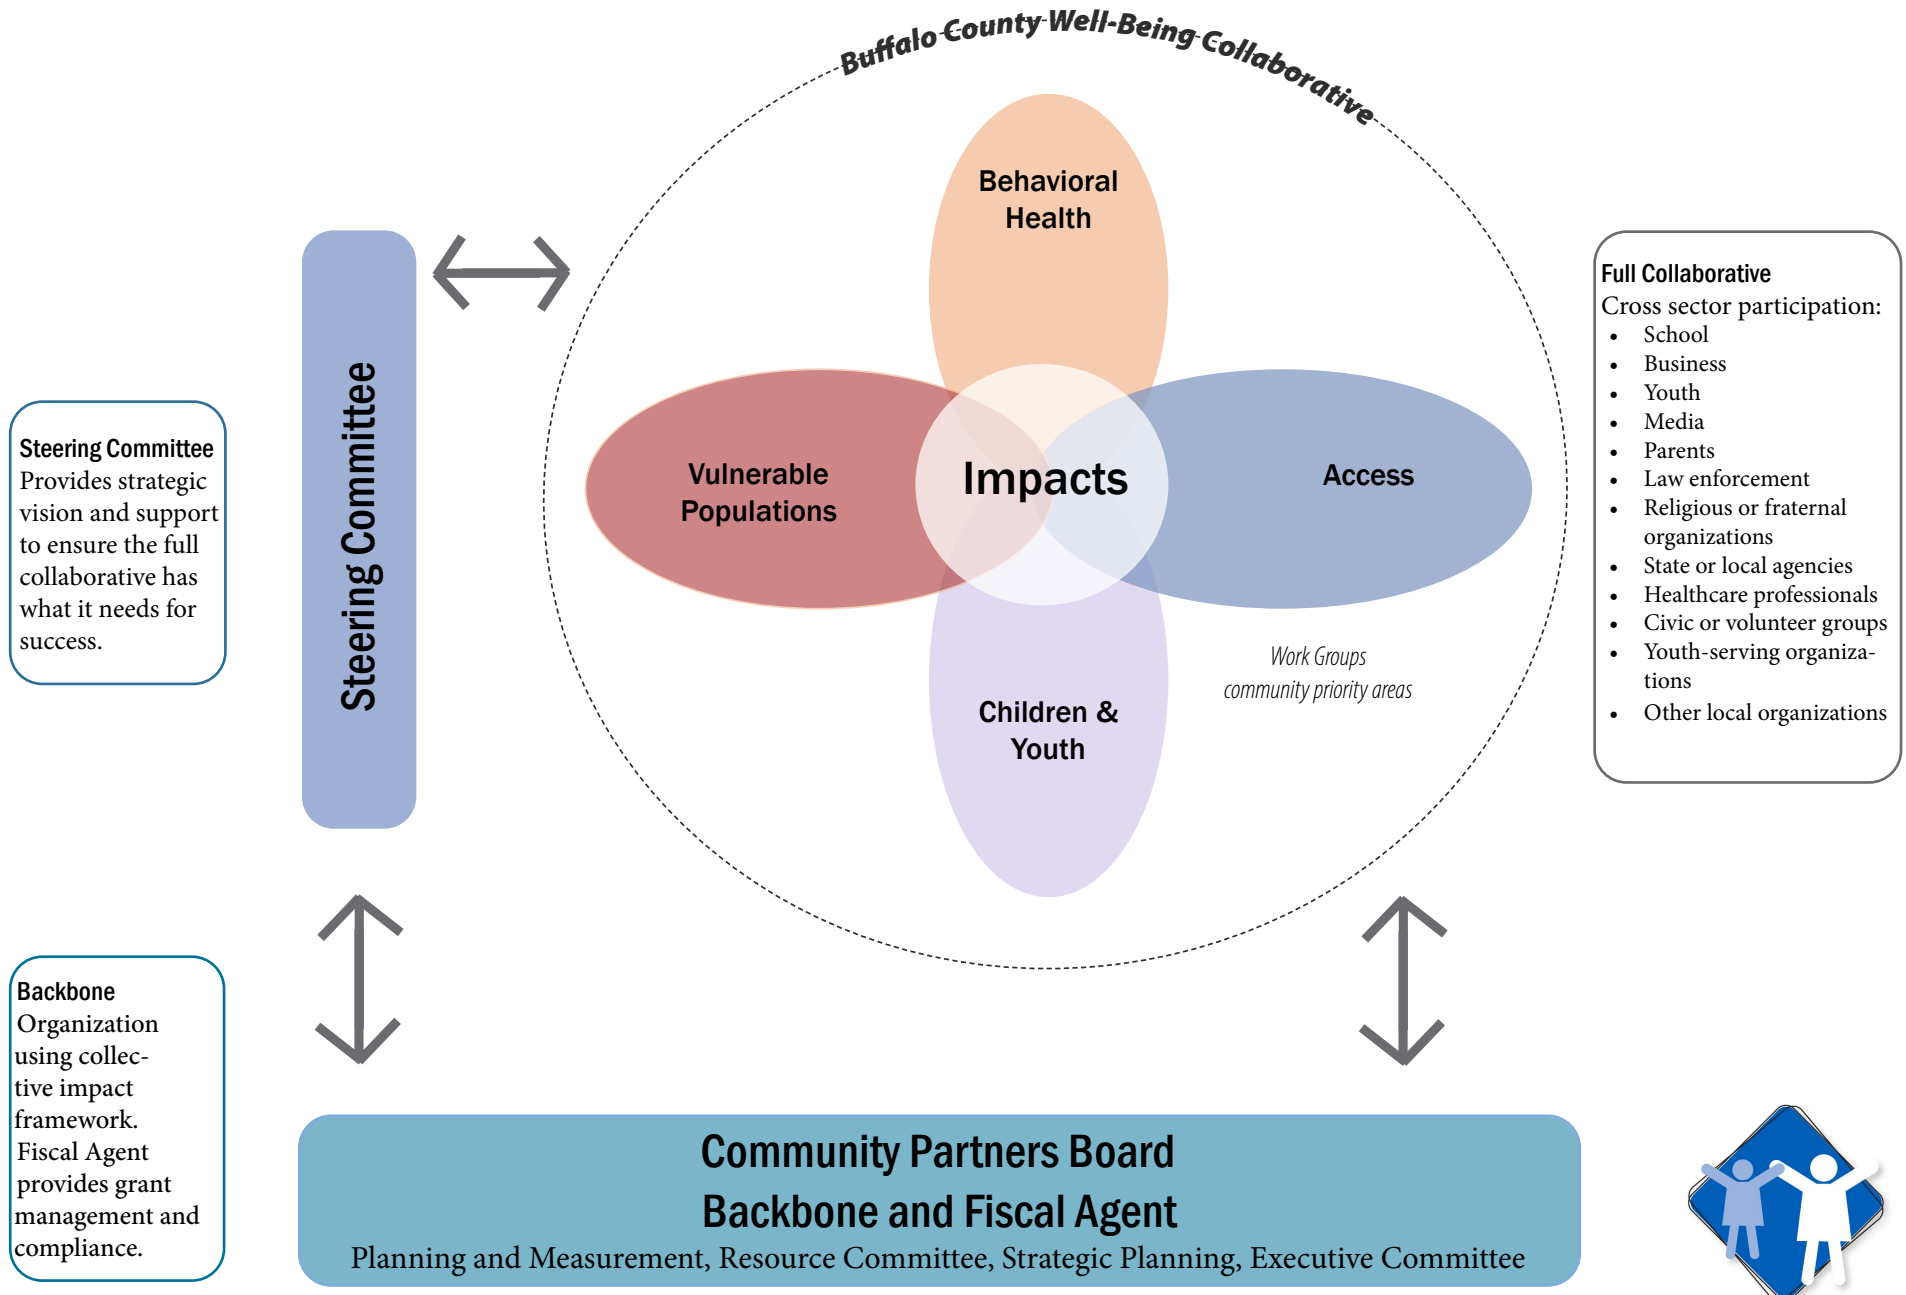 Buffalo County Well-Being Collaborative
Behavioral
Health
Vulnerable
Populations
Impacts
Access
Children &
Youth
Work Groups
community priority areas
Steering Committee
Steering Committee
Provides strategic
vision and support
to ensure the full
collaborative has
what it needs for
success.
Full Collaborative
Cross sector participation:
• School
• Business
• Youth
• Media
• Parents
• Law enforcement
• Religious or fraternal
organizations
• State or local agencies
• Healthcare professionals
• Civic or volunteer groups
• Youth-serving organiza-
tions
• Other local organizations
Backbone
Organization
using collec-
tive impact
framework.
Fiscal Agent
provides grant
management and
compliance.
Community Partners Board
Backbone and Fiscal Agent
Planning and Measurement, Resource Committee, Strategic Planning, Executive Committee